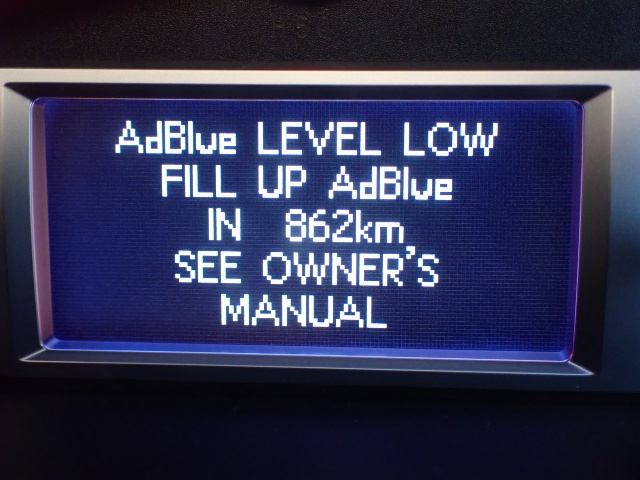 AdBlue LEVEL LOW
FILL UP AdBlue
IN 862km
SEE OWNER'S
MANUAL